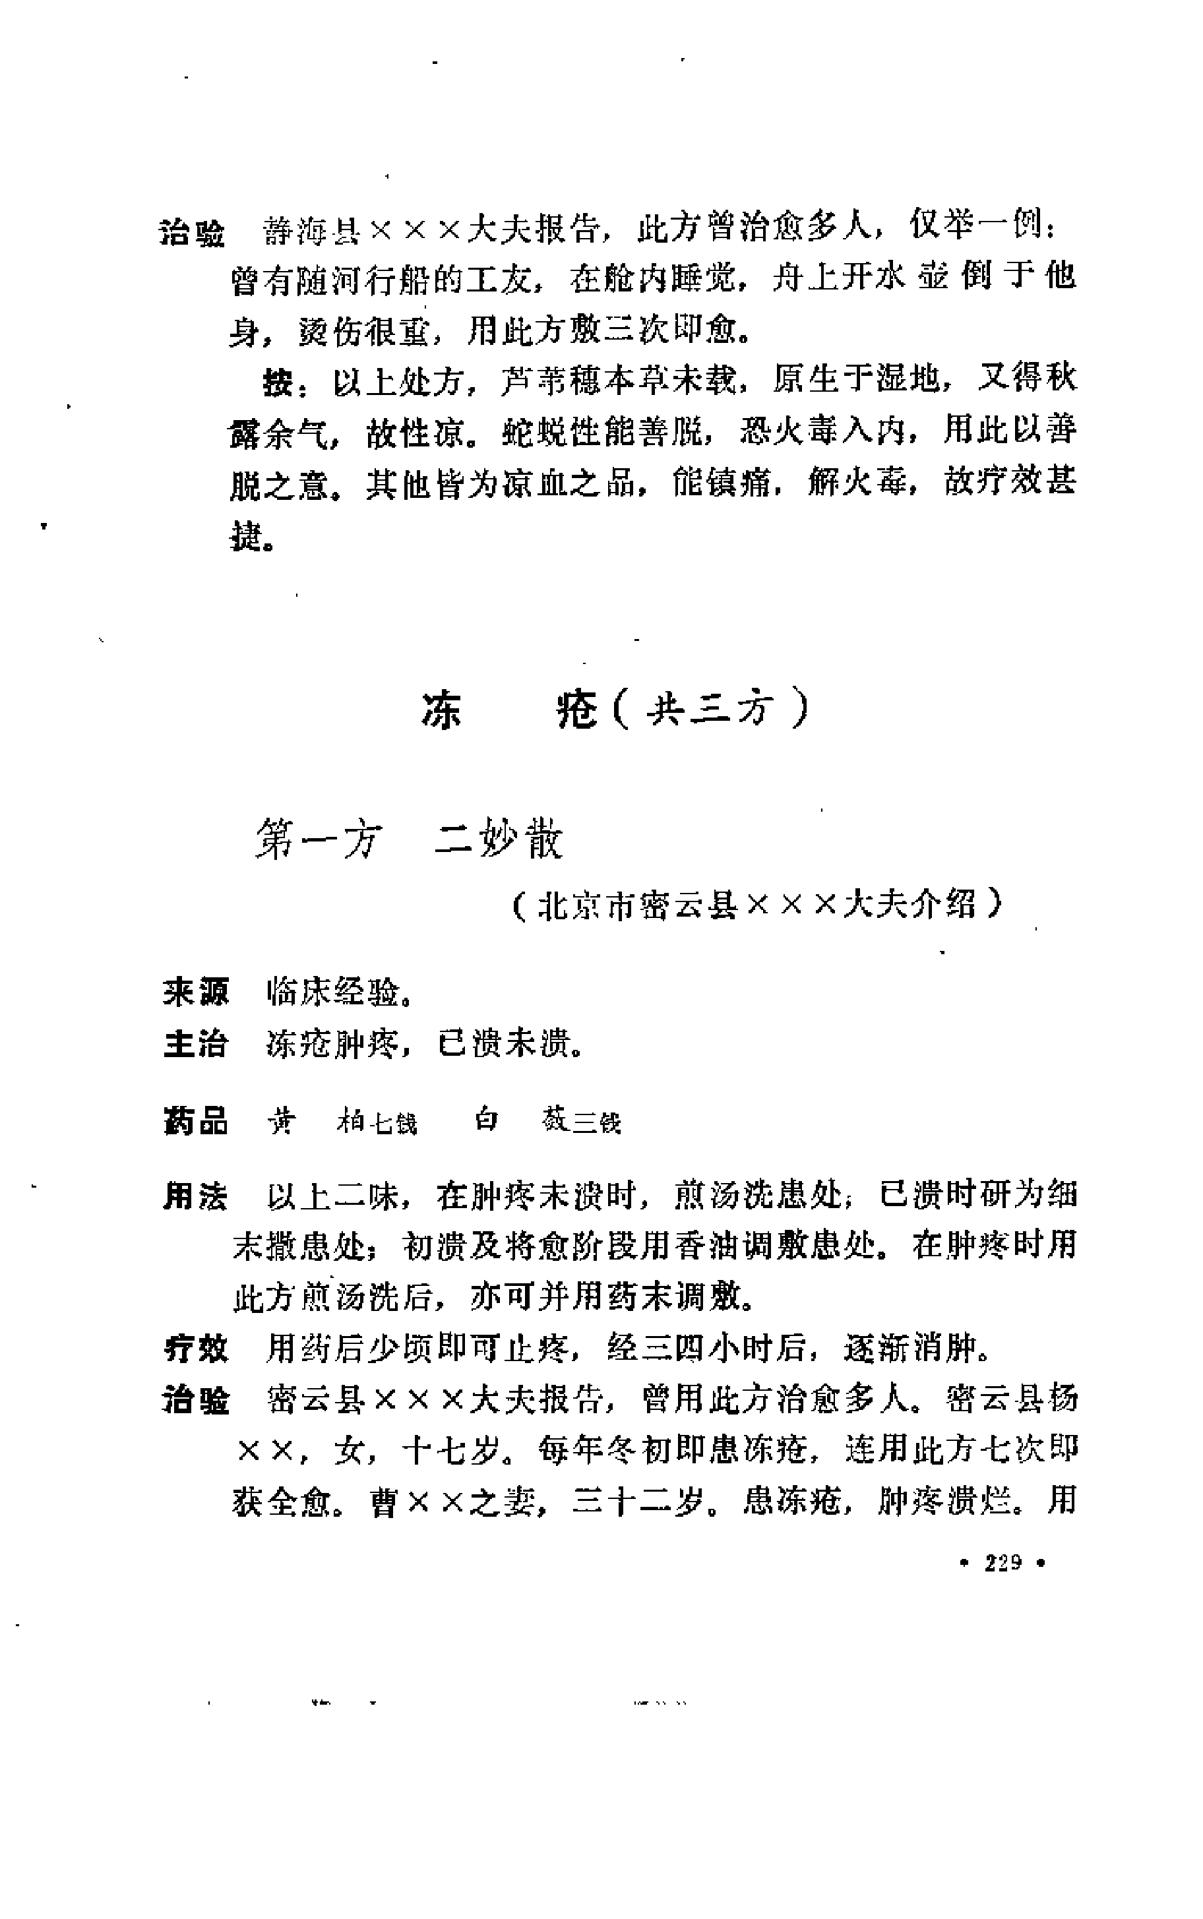 治验　静海县×××大夫报告，此方曾治愈多人，仅举一例：
曾有随河行船的工友，在舱内睡觉，舟上开水壶倒于他
身，烫伤很重，用此方敷三次即愈。
按：以上处方，芦苇穗本草未载，原生于湿地，又得秋
露余气，故性凉。蛇蜕性能善脱，恐火毒入内，用此以善
脱之意。其他皆为凉血之品，能镇痛，解火毒，故疗效甚
捷。
冻　疮（共三方）
第一方　二妙散
（北京市密云县×××大夫介绍）
来源　临床经验。
主治　冻疮肿疼，已溃未溃。
药品　黄　柏七钱　白　蔹三钱
用法　以上二味，在肿疼未溃时，煎汤洗患处；已溃时研为细
末撒患处；初溃及将愈阶段用香油调敷患处。在肿疼时用
此方煎汤洗后，亦可并用药末调敷。
疗效　用药后少顷即可止疼，经三四小时后，逐渐消肿。
治验　密云县×××大夫报告，曾用此方治愈多人。密云县杨
××，女，十七岁。每年冬初即患冻疮，连用此方七次即
获全愈。曹××之妻，三十二岁。患冻疮，肿疼溃烂。用
• 229 •